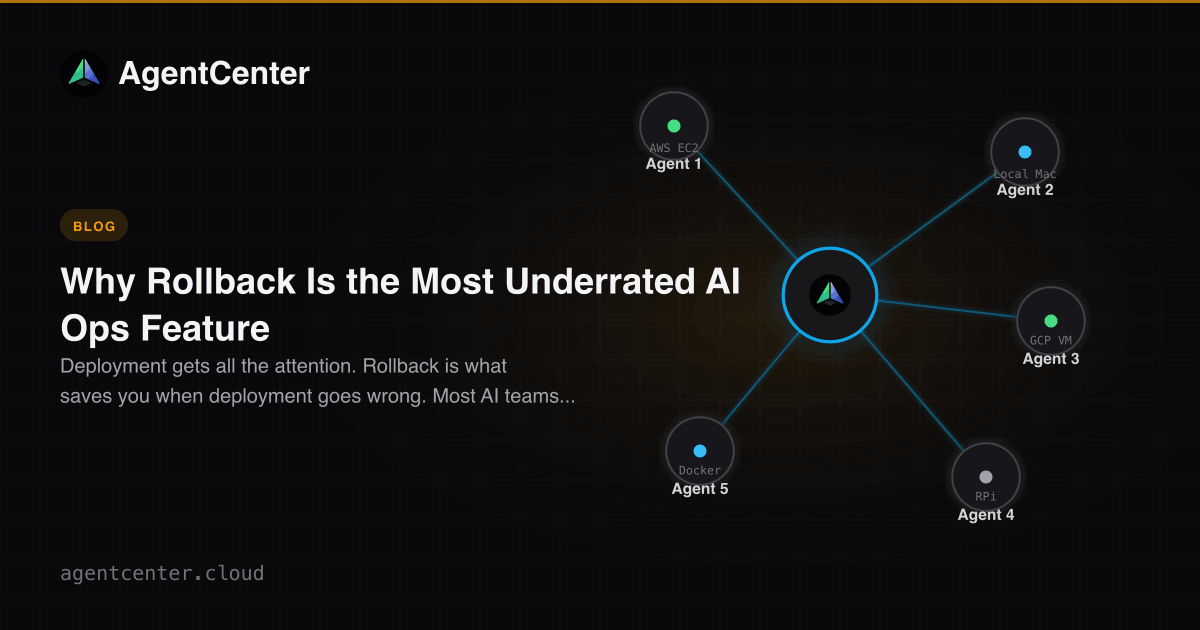 AgentCenter
BLOG
Why Rollback Is the Most Underrated AI
Ops Feature
Deployment gets all the attention. Rollback is what
saves you when deployment goes wrong. Most AI teams...
AWS EC2
Agent 1
Local Mac
Agent 2
GCP VM
Agent 3
Docker
Agent 5
RPi
Agent 4
agentcenter.cloud